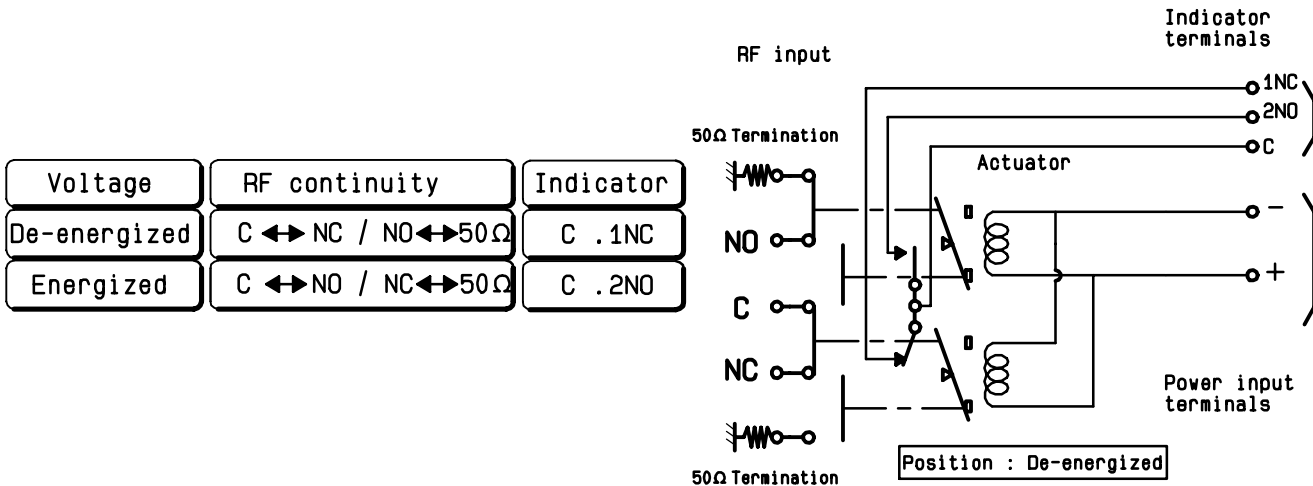 Voltage
RF continuity
Indicator
De-energized
C ↔ NC / NO ↔ 50Ω
C .1NC
Energized
C ↔ NO / NC ↔ 50Ω
C .2NO
Indicator
terminals
RF input
1NC
2NO
C
50Ω Termination
Actuator
NO
-
+
C
NC
Power input
terminals
50Ω Termination
Position : De-energized